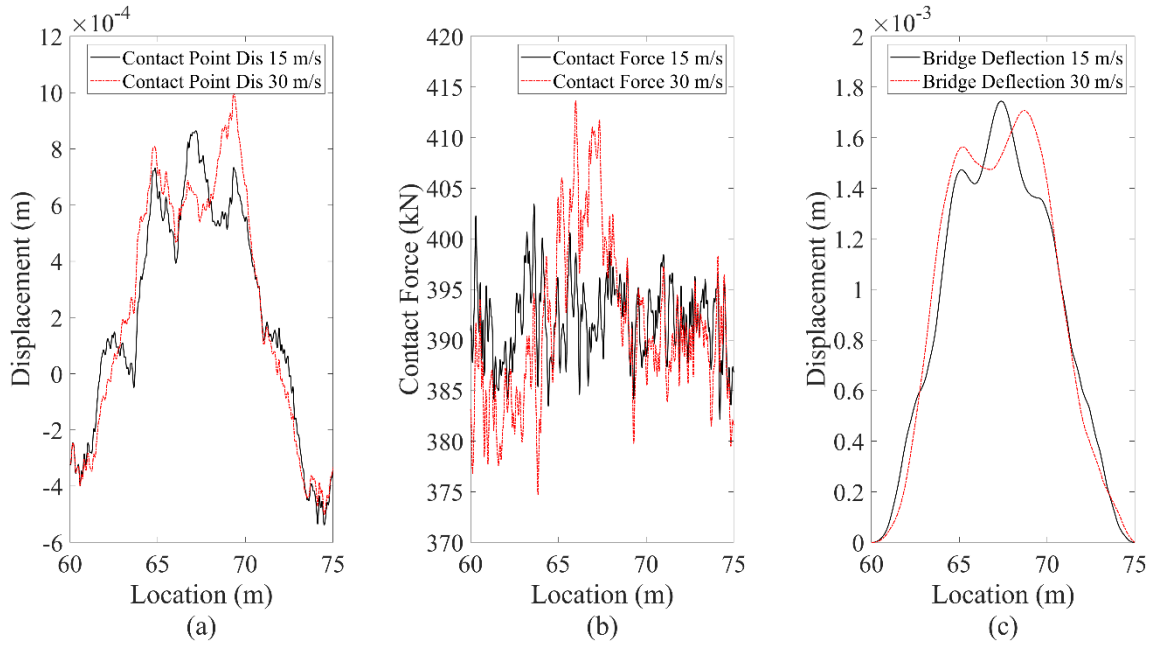 ×10⁻⁴
Contact Point Dis 15 m/s
Contact Point Dis 30 m/s
12
10
8
6
4
2
0
-2
-4
-6
Displacement (m)
60 65 70 75
Location (m)
(a)
Contact Force 15 m/s
Contact Force 30 m/s
420
415
410
405
400
395
390
385
380
375
370
Contact Force (kN)
60 65 70 75
Location (m)
(b)
×10⁻³
Bridge Deflection 15 m/s
Bridge Deflection 30 m/s
2
1.8
1.6
1.4
1.2
1
0.8
0.6
0.4
0.2
0
Displacement (m)
60 65 70 75
Location (m)
(c)